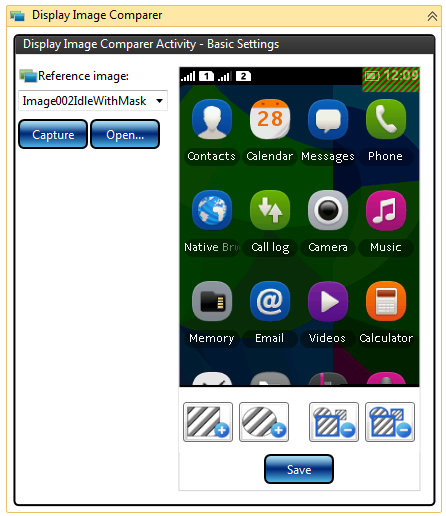 Display Image Comparer
Display Image Comparer Activity - Basic Settings
Reference image:
Image002IdleWithMask
Capture Open...
1 2 12:09
28
Contacts Calendar Messages Phone
Native Call log Camera Music
Memory Email Videos Calculator
Save